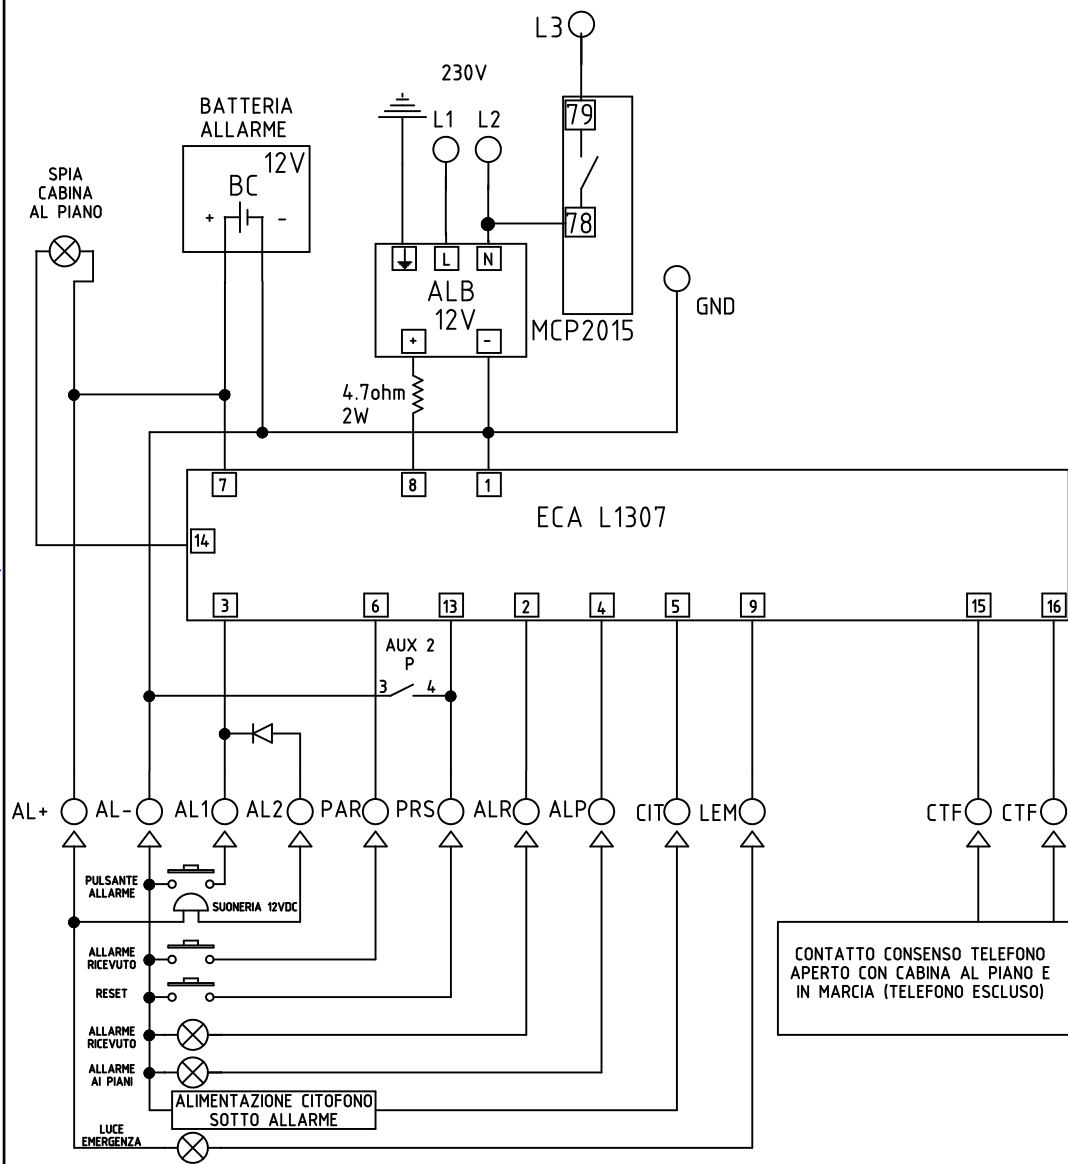 L3
230V
BATTERIA
ALLARME
L1
L2
79
12V
BC
+
-
SPIA
CABINA
AL PIANO
78
L
N
ALB
12V
GND
MCP2015
+
-
4.7ohm
2W
7
8
1
ECA L1307
14
3
6
13
2
4
5
9
15
16
AUX 2
P
3
4
AL+
AL-
AL1
AL2
PAR
PRS
ALR
ALP
CIT
LEM
CTF
CTF
PULSANTE
ALLARME
SUONERIA 12VDC
ALLARME
RICEVUTO
RESET
ALLARME
RICEVUTO
ALLARME
AI PIANI
ALIMENTAZIONE CITOFONO
SOTTO ALLARME
LUCE
EMERGENZA
CONTATTO CONSENSO TELEFONO
APERTO CON CABINA AL PIANO E
IN MARCIA (TELEFONO ESCLUSO)